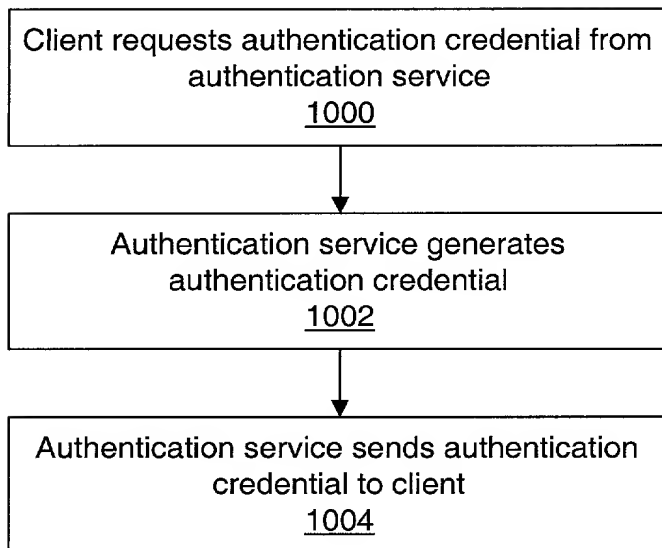 Client requests authentication credential from
authentication service
1000
Authentication service generates
authentication credential
1002
Authentication service sends authentication
credential to client
1004